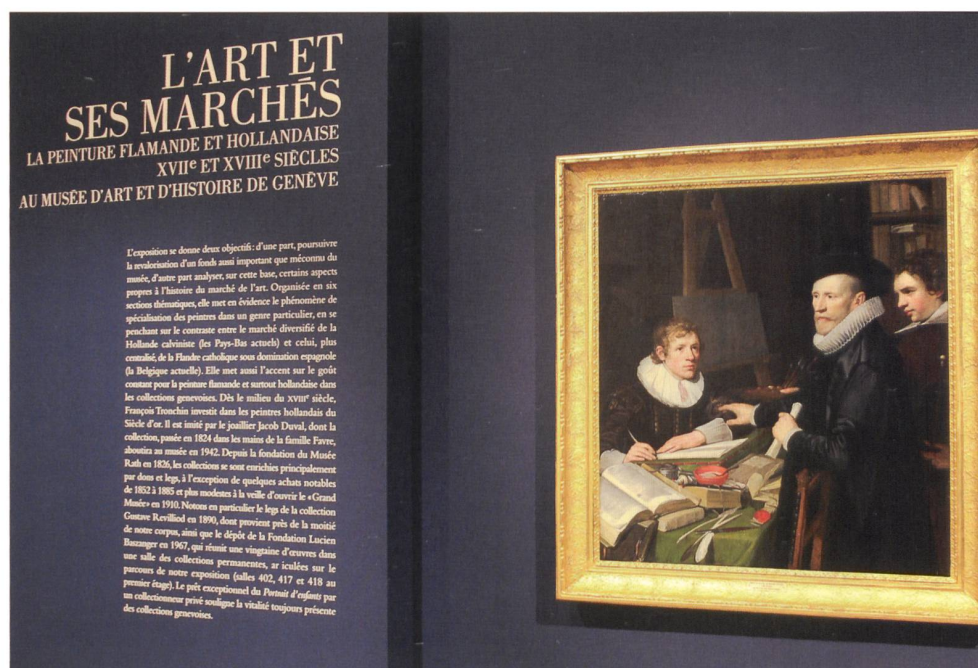 L'ART ET
SES MARCHÉS
LA PEINTURE FLAMANDE ET HOLLANDAISE
XVIIe ET XVIIIe SIÈCLES
AU MUSÉE D'ART ET D'HISTOIRE DE GENÈVE
L'exposition se donne deux objectifs : d'une part, poursuivre
la revalorisation d'un fonds aussi important que méconnu du
musée, d'autre part analyser, sur cette base, certains aspects
propres à l'histoire du marché de l'art. Organisée en six
sections thématiques, elle met en évidence le phénomène de
spécialisation des peintres dans un genre particulier, en se
penchant sur le contraste entre le marché diversifié de la
Hollande calviniste (les Pays-Bas actuels) et celui, plus
centralisé, de la Flandre catholique sous domination espagnole
(la Belgique actuelle). Elle met aussi l'accent sur le goût
constant pour la peinture flamande et surtout hollandaise dans
les collections genevoises. Dès le milieu du XVIIIe siècle,
François Tronchin investit dans les peintres hollandais du
Siècle d'or. Il est imité par le joaillier Jacob Duval, dont la
collection, passée en 1824 dans les mains de la famille Favre,
aboutira au musée en 1942. Depuis la fondation du Musée
Rath en 1826, les collections se sont enrichies principalement
par dons et legs, à l'exception de quelques achats notables
de 1852 à 1885 et plus modestes à la veille d'ouvrir le «Grand
Musée» en 1910. Notons en particulier le legs de la collection
Gustave Revilliod en 1890, dont provient près de la moitié
de notre corpus, ainsi que le dépôt de la Fondation Lucien
Baszanger en 1967, qui réunit une vingtaine d'œuvres dans
une salle des collections permanentes, ar iculées sur le
parcours de notre exposition (salles 402, 417 et 418 au
premier étage). Le prêt exceptionnel du Portrait d'enfants par
un collectionneur privé souligne la vitalité toujours présente
des collections genevoises.